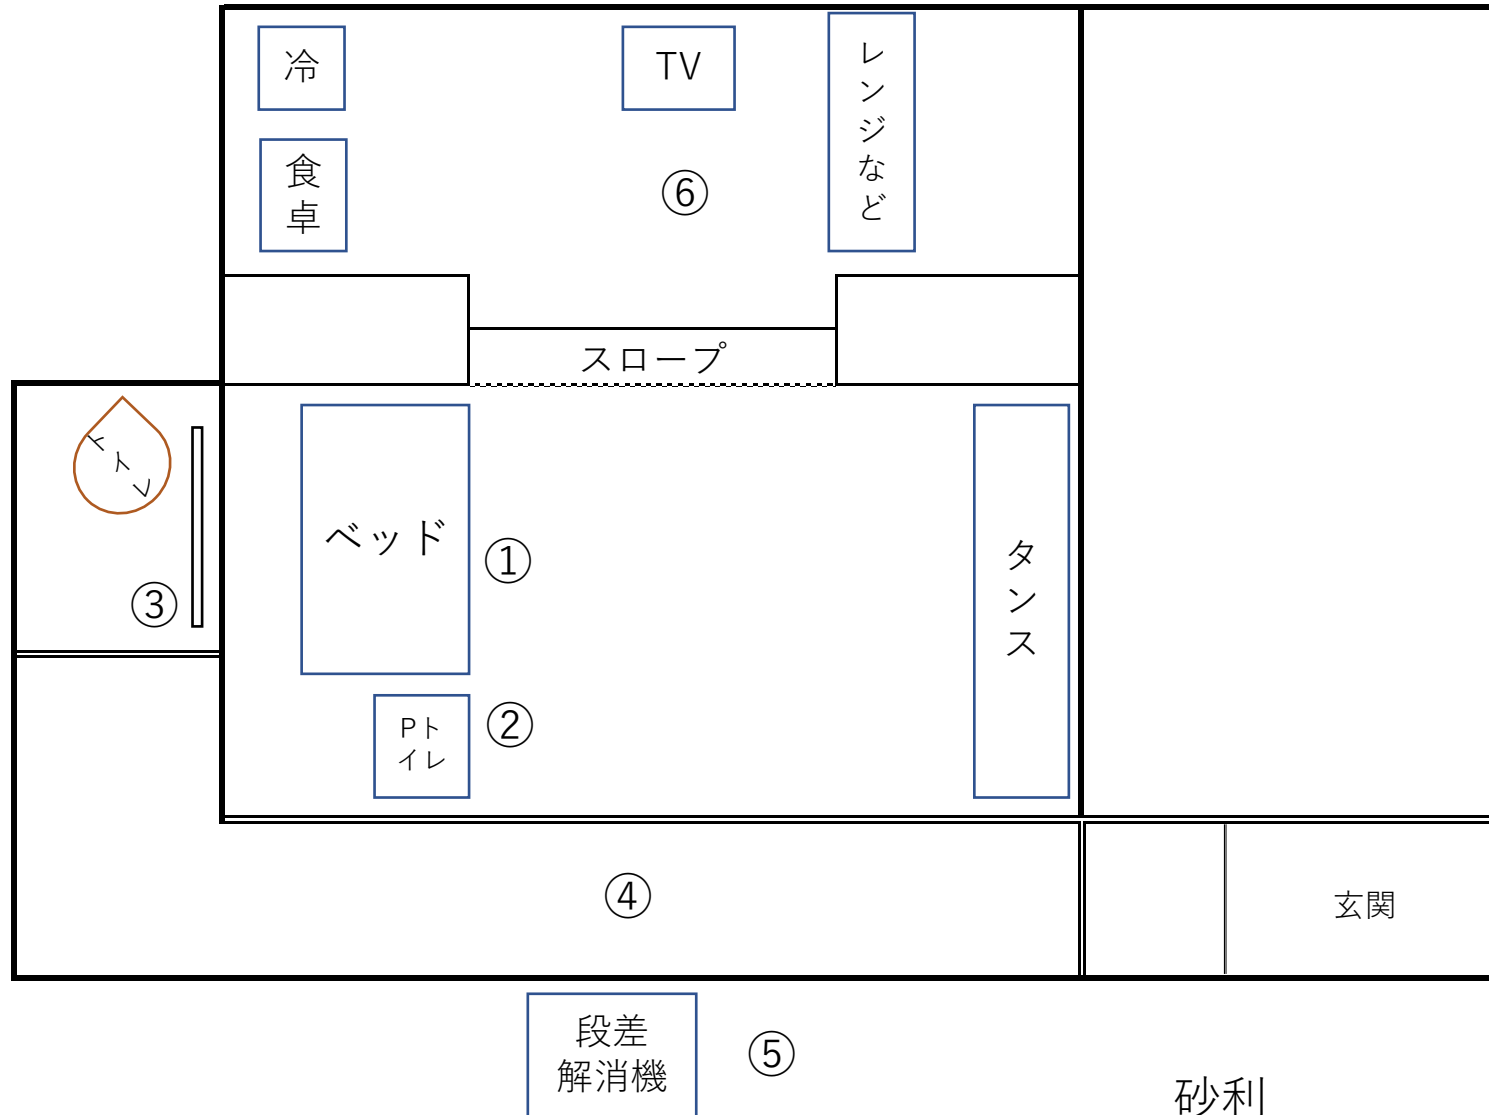 冷
TV
レンジなど
食卓
⑥
スロープ
トイレ
ベッド
①
タンス
③
Pト
イレ
②
④
玄関
段差
解消機
⑤
砂利